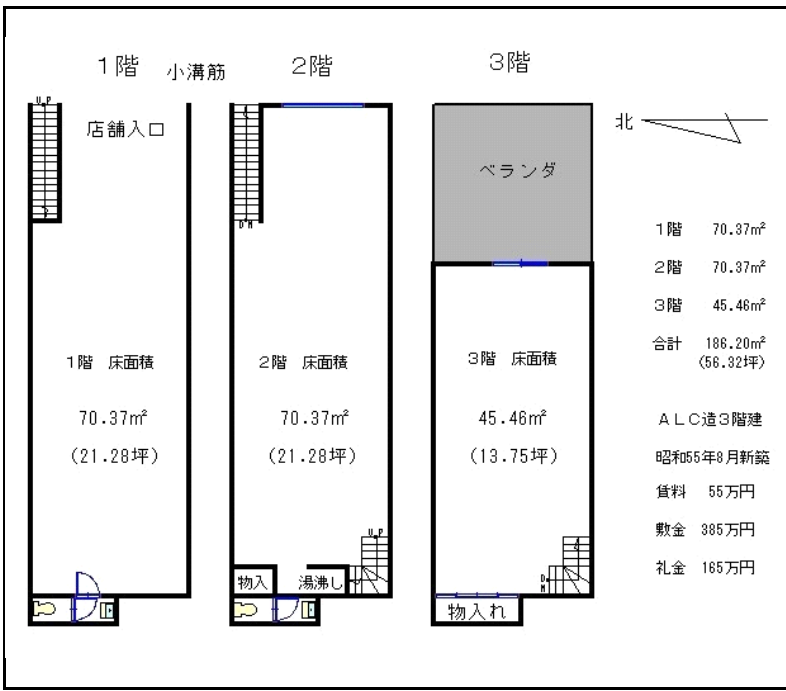 1階
小溝筋
2階
3階
UP
店舗入口
DN
ベランダ
北
1階 70.37m²
2階 70.37m²
3階 45.46m²
合計 186.20m²
(56.32坪)
1階 床面積
70.37m²
(21.28坪)
2階 床面積
70.37m²
(21.28坪)
3階 床面積
45.46m²
(13.75坪)
ALC造3階建
昭和55年8月新築
賃料 55万円
敷金 385万円
礼金 165万円
UP
DN
物入
湯沸し
物入れ